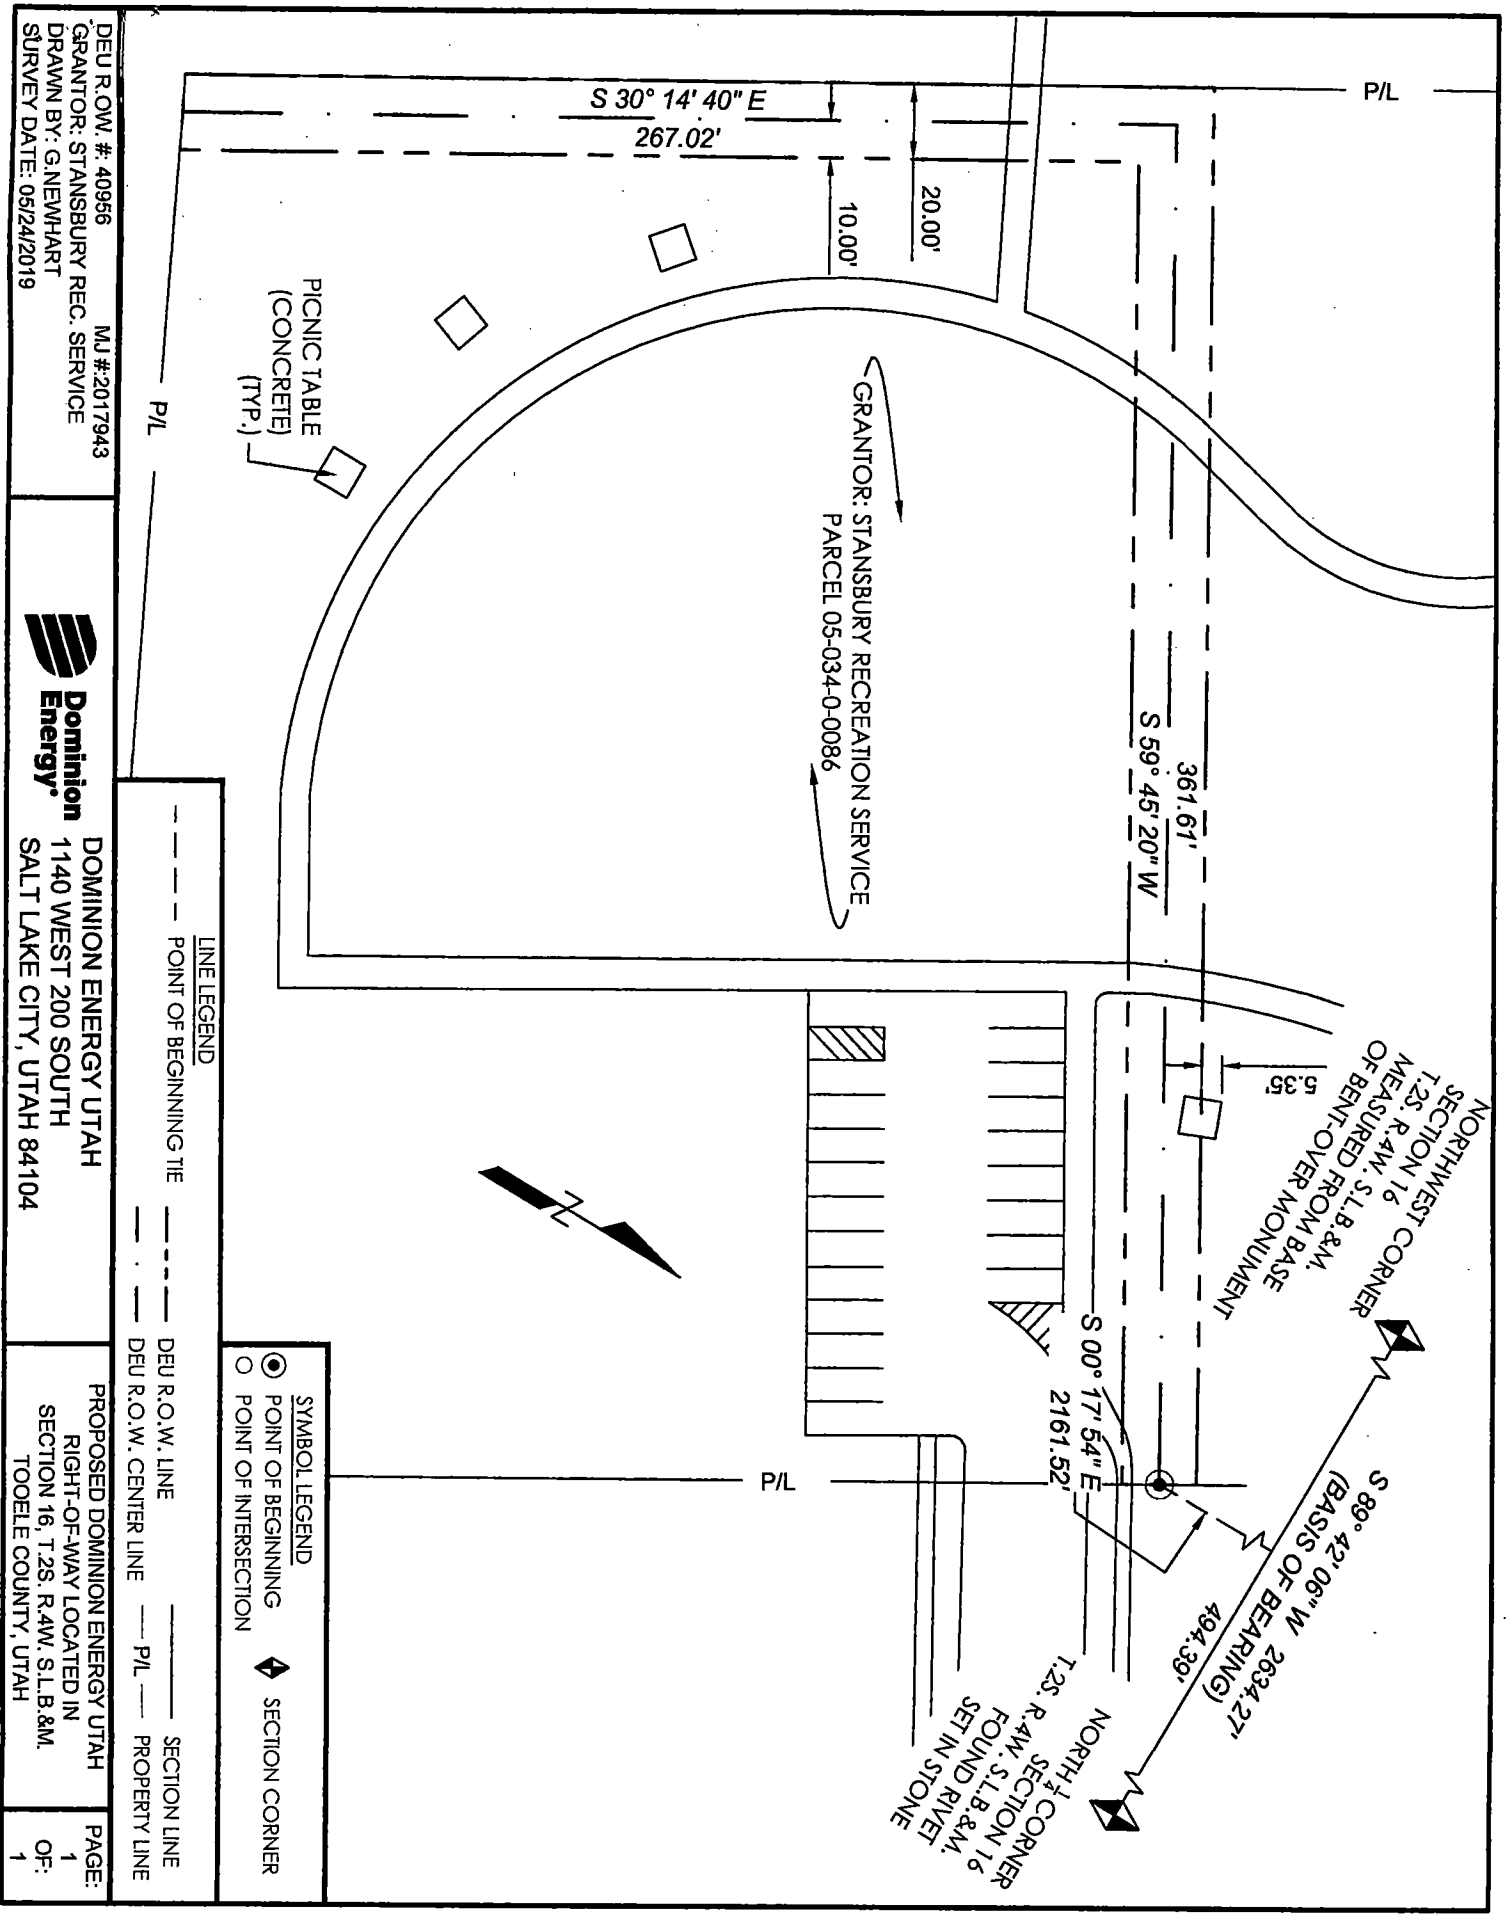 P/L
S 30° 14' 40" E
267.02'
20.00'
10.00'
361.61'
S 59° 45' 20" W
5.35'
NORTHWEST CORNER
SECTION 16
T.2S. R.4W. S.L.B.&M.
MEASURED FROM BASE
OF BENT-OVER MONUMENT
S 89° 42' 06" W 2634.27'
(BASIS OF BEARING)
494.39'
S 00° 17' 54" E
2161.52'
NORTH 1/4 CORNER
SECTION 16
T.2S. R.4W. S.L.B.&M.
FOUND RIVET
SET IN STONE
GRANTOR: STANSBURY RECREATION SERVICE
PARCEL 05-034-0-0086
PICNIC TABLE
(CONCRETE)
(TYP.)
P/L
P/L
N
SYMBOL LEGEND
POINT OF BEGINNING
SECTION CORNER
POINT OF INTERSECTION
LINE LEGEND
POINT OF BEGINNING TIE
DEU R.O.W. LINE
SECTION LINE
DEU R.O.W. CENTER LINE
P/L
PROPERTY LINE
DEU R.O.W. #: 40956 MJ #:2017943
GRANTOR: STANSBURY REC. SERVICE
DRAWN BY: G.NEWHART
SURVEY DATE: 05/24/2019
Dominion
Energy®
DOMINION ENERGY UTAH
1140 WEST 200 SOUTH
SALT LAKE CITY, UTAH 84104
PROPOSED DOMINION ENERGY UTAH
RIGHT-OF-WAY LOCATED IN
SECTION 16, T.2S. R.4W. S.L.B.&M.
TOOELE COUNTY, UTAH
PAGE:
1
OF:
1